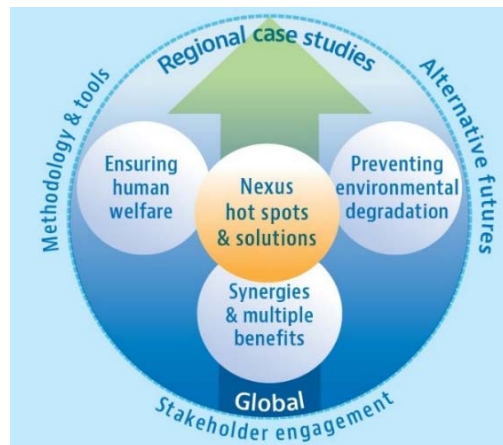 Regional case studies
Methodology & tools
Alternative futures
Ensuring
human
welfare
Nexus
hot spots
& solutions
Preventing
environmental
degradation
Synergies
& multiple
benefits
Global
Stakeholder engagement